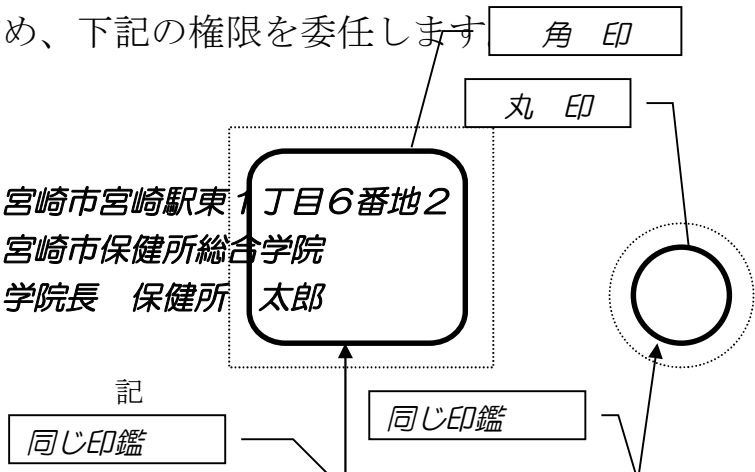 め、下記の権限を委任します
角 印
丸 印
宮崎市宮崎駅東1丁目6番地2
宮崎市保健所総合学院
学院長 保健所 太郎
記
同じ印鑑
同じ印鑑